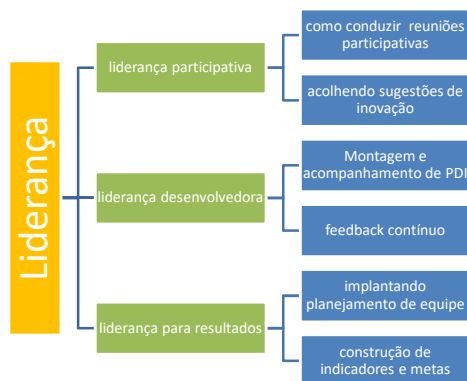 Liderança
liderança participativa
como conduzir reuniões
participativas
acolhendo sugestões de
inovação
liderança desenvolvedora
Montagem e
acompanhamento de PDI
feedback contínuo
liderança para resultados
implantando
planejamento de equipe
construção de
indicadores e metas